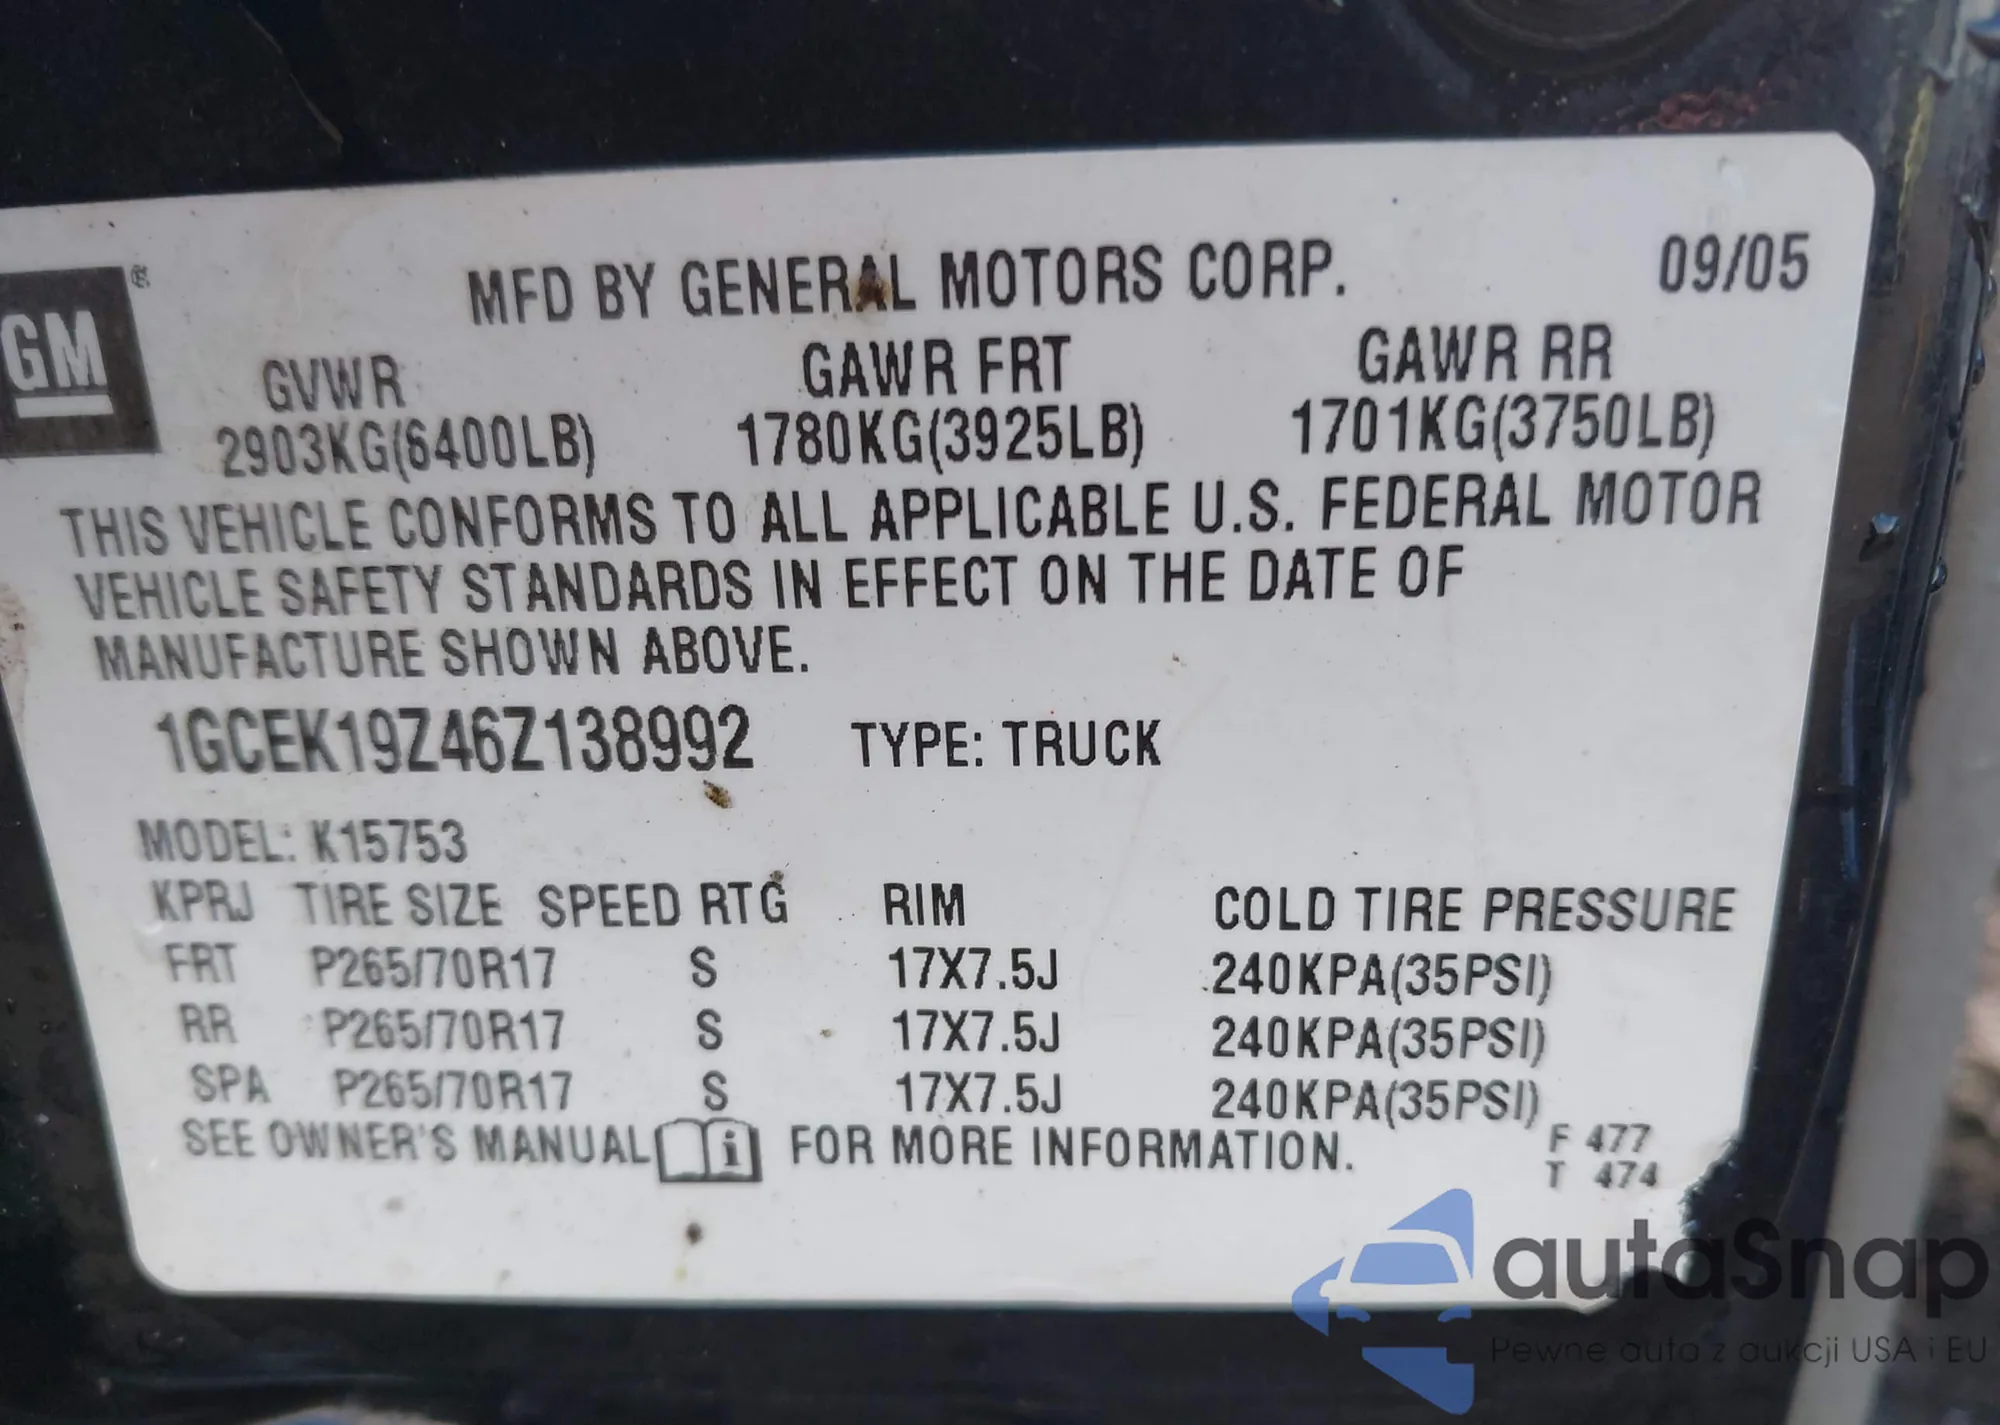 GM ®
MFD BY GENERAL MOTORS CORP. 09/05
GVWR GAWR FRT GAWR RR
2903KG(6400LB) 1780KG(3925LB) 1701KG(3750LB)
THIS VEHICLE CONFORMS TO ALL APPLICABLE U.S. FEDERAL MOTOR
VEHICLE SAFETY STANDARDS IN EFFECT ON THE DATE OF
MANUFACTURE SHOWN ABOVE.
1GCEK19Z46Z138992 TYPE: TRUCK
MODEL: K15753
KPRJ TIRE SIZE SPEED RTG RIM COLD TIRE PRESSURE
FRT P265/70R17 S 17X7.5J 240KPA(35PSI)
RR P265/70R17 S 17X7.5J 240KPA(35PSI)
SPA P265/70R17 S 17X7.5J 240KPA(35PSI)
SEE OWNER'S MANUAL i FOR MORE INFORMATION.
F 477
T 474
autaSnap
Pewne auta z aukcji USA i EU